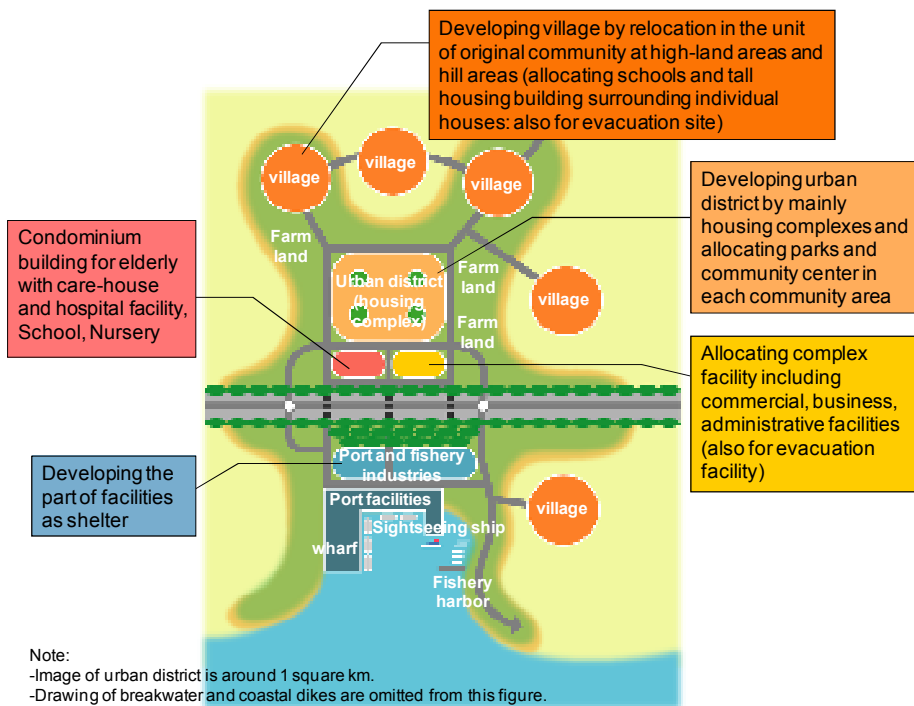 Developing village by relocation in the unit
of original community at high-land areas and
hill areas (allocating schools and tall
housing building surrounding individual
houses: also for evacuation site)
village
village
village
Developing urban
district by mainly
housing complexes and
allocating parks and
community center in
each community area
Condominium
building for elderly
with care-house
and hospital facility,
School, Nursery
Farm
land
Farm
land
Urban district
(housing
complex)
village
Farm
land
Allocating complex
facility including
commercial, business,
administrative facilities
(also for evacuation
facility)
Developing the
part of facilities
as shelter
Port and fishery
industries
Port facilities
Sightseeing ship
village
wharf
Fishery
harbor
Note:
-Image of urban district is around 1 square km.
-Drawing of breakwater and coastal dikes are omitted from this figure.